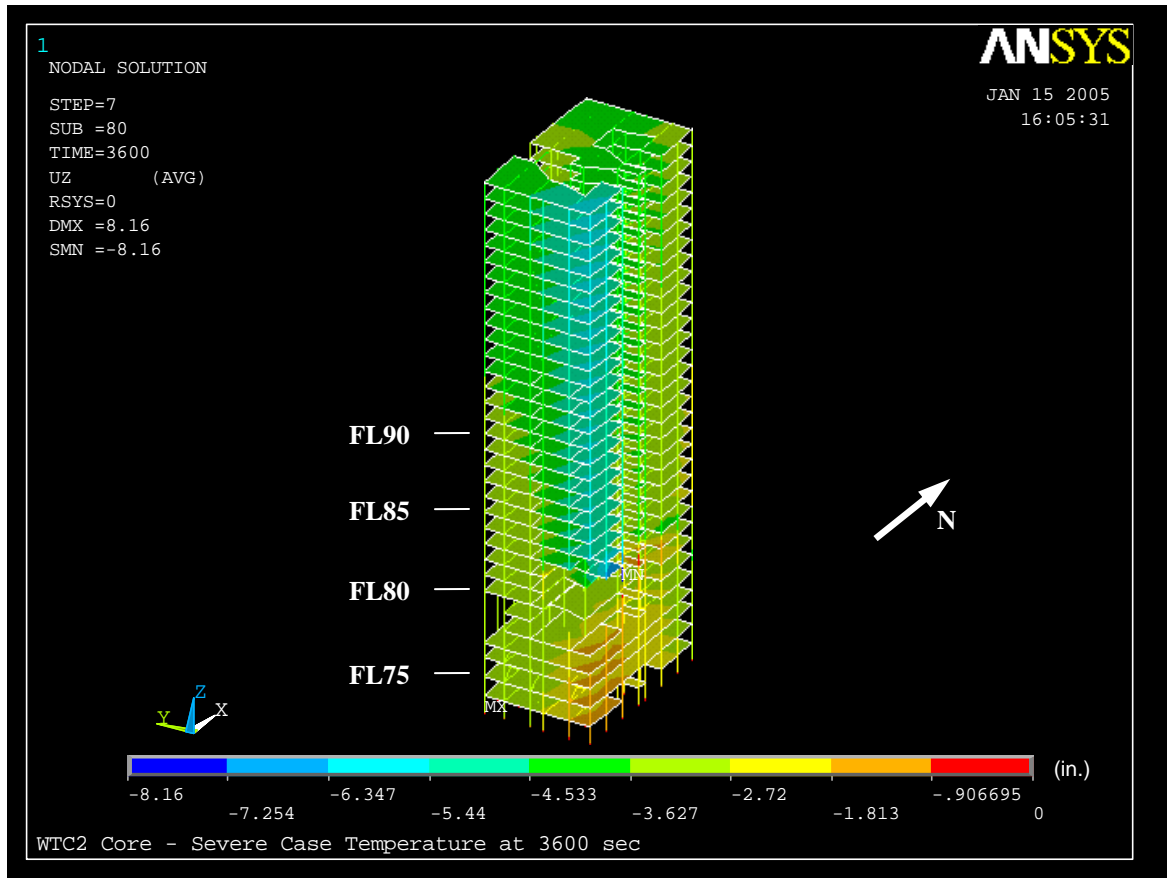 1
NODAL SOLUTION
STEP=7
SUB =80
TIME=3600
UZ (AVG)
RSYS=0
DMX =8.16
SMN =-8.16
ANSYS
JAN 15 2005
16:05:31
FL90
FL85
N
MN
FL80
FL75
MX
Z
Y
X
(in.)
-8.16 -6.347 -4.533 -2.72 -.906695
-7.254 -5.44 -3.627 -1.813 0
WTC2 Core - Severe Case Temperature at 3600 sec